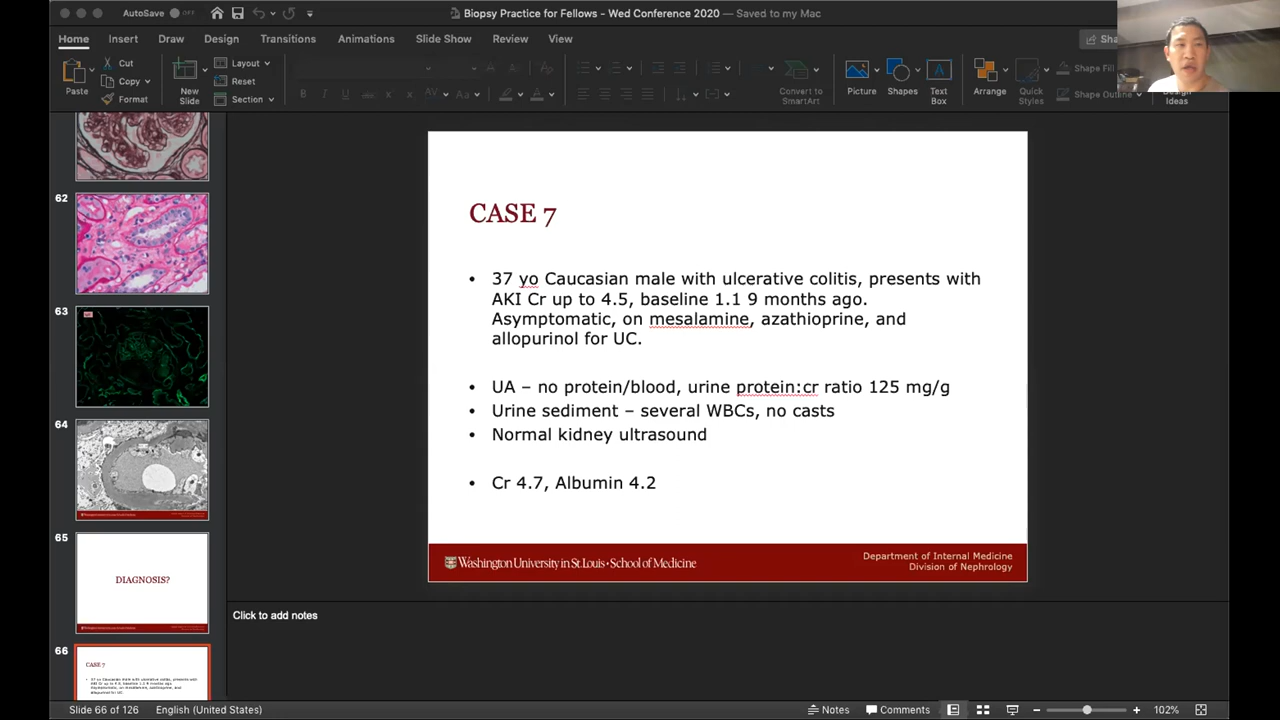 AutoSave OFF
Biopsy Practice for Fellows - Wed Conference 2020 — Saved to my Mac
Home Insert Draw Design Transitions Animations Slide Show Review View
Paste
Cut
Copy
Format
New
Slide
Layout
Reset
Section
Convert to
SmartArt
Picture
Shapes
Text
Box
Arrange
Quick
Styles
Shape Fill
Shape Outline
Design
Ideas
62
63
64
65
DIAGNOSIS?
66
CASE 7
CASE 7
• 37 yo Caucasian male with ulcerative colitis, presents with
AKI Cr up to 4.5, baseline 1.1 9 months ago.
Asymptomatic, on mesalamine, azathioprine, and
allopurinol for UC.
• UA – no protein/blood, urine protein:cr ratio 125 mg/g
• Urine sediment – several WBCs, no casts
• Normal kidney ultrasound
• Cr 4.7, Albumin 4.2
Washington University in St. Louis • School of Medicine
Department of Internal Medicine
Division of Nephrology
Click to add notes
Slide 66 of 126 English (United States)
Notes Comments 102%